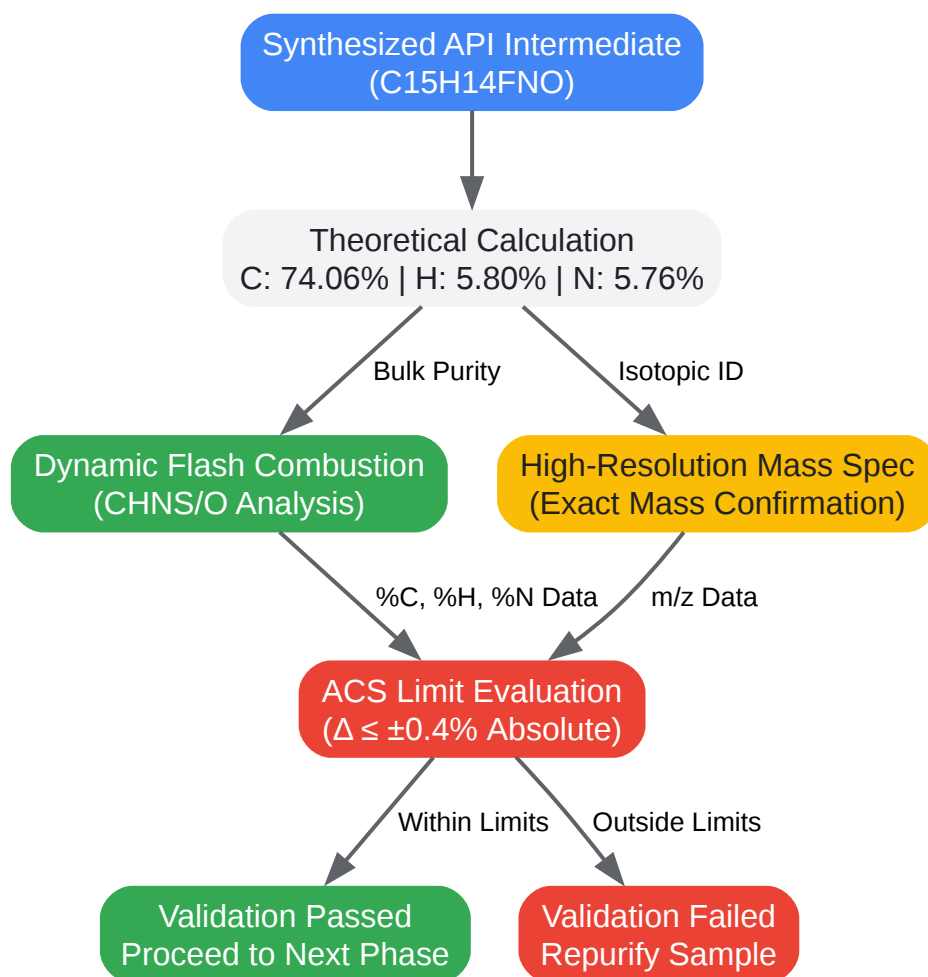 Synthesized API Intermediate
(C15H14FNO)
Theoretical Calculation
C: 74.06% | H: 5.80% | N: 5.76%
Bulk Purity
Isotopic ID
Dynamic Flash Combustion
(CHNS/O Analysis)
High-Resolution Mass Spec
(Exact Mass Confirmation)
%C, %H, %N Data
m/z Data
ACS Limit Evaluation
(Δ ≤ ±0.4% Absolute)
Within Limits
Outside Limits
Validation Passed
Proceed to Next Phase
Validation Failed
Repurify Sample